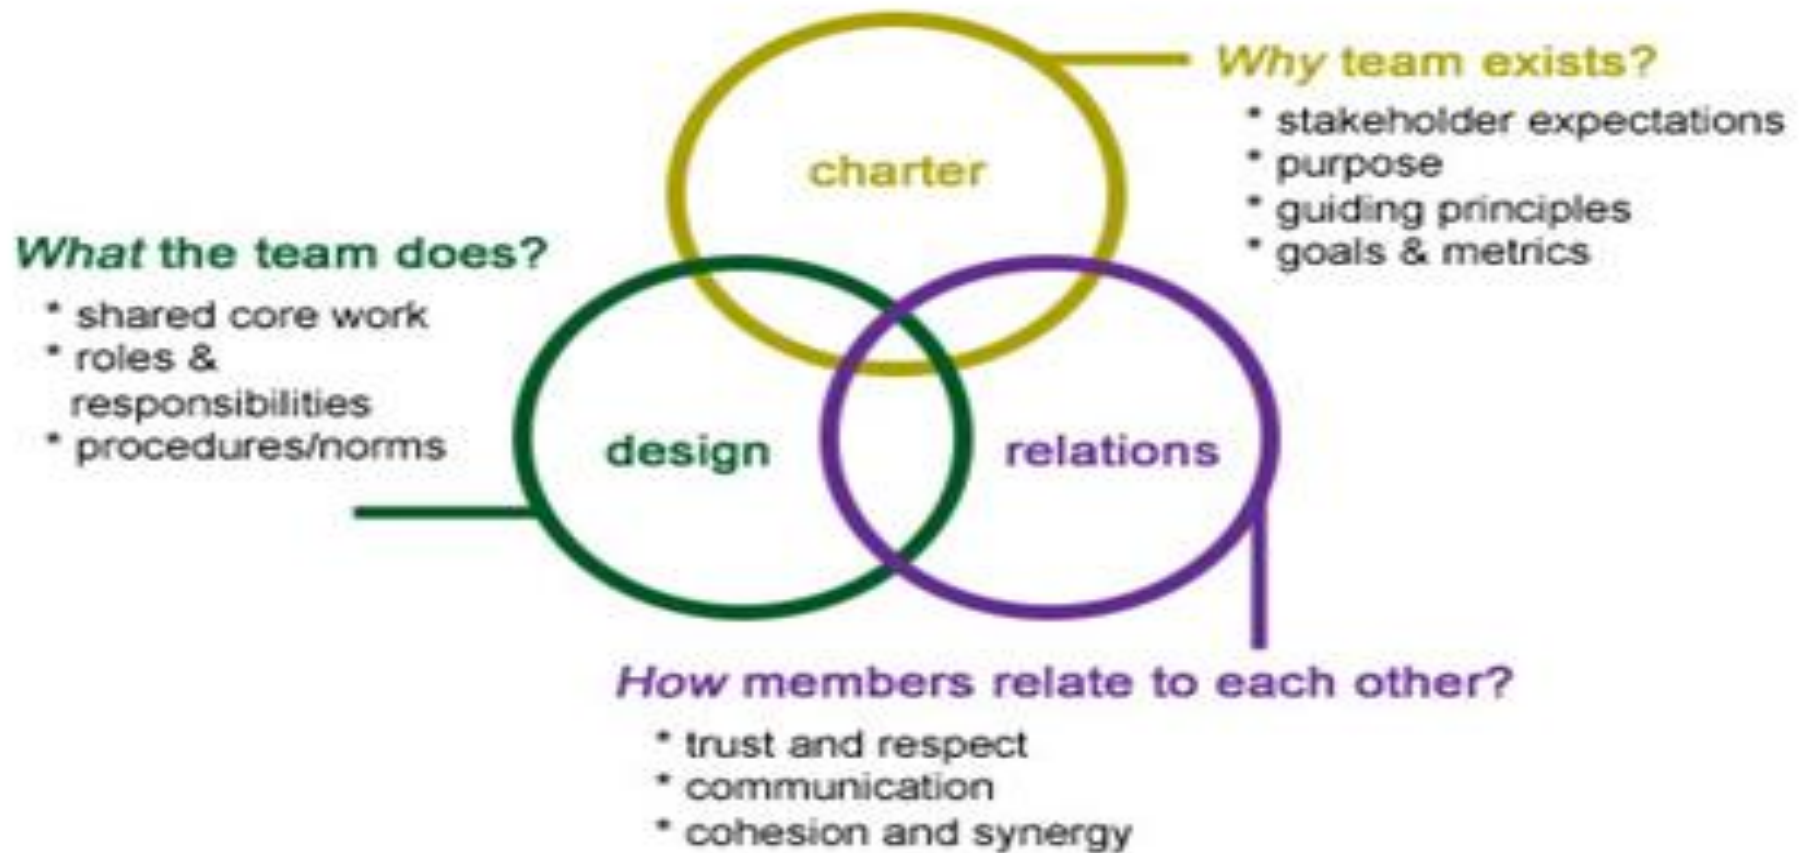 Why team exists?
* stakeholder expectations
* purpose
* guiding principles
* goals & metrics
charter
What the team does?
* shared core work
* roles &
responsibilities
* procedures/norms
design
relations
How members relate to each other?
* trust and respect
* communication
* cohesion and synergy